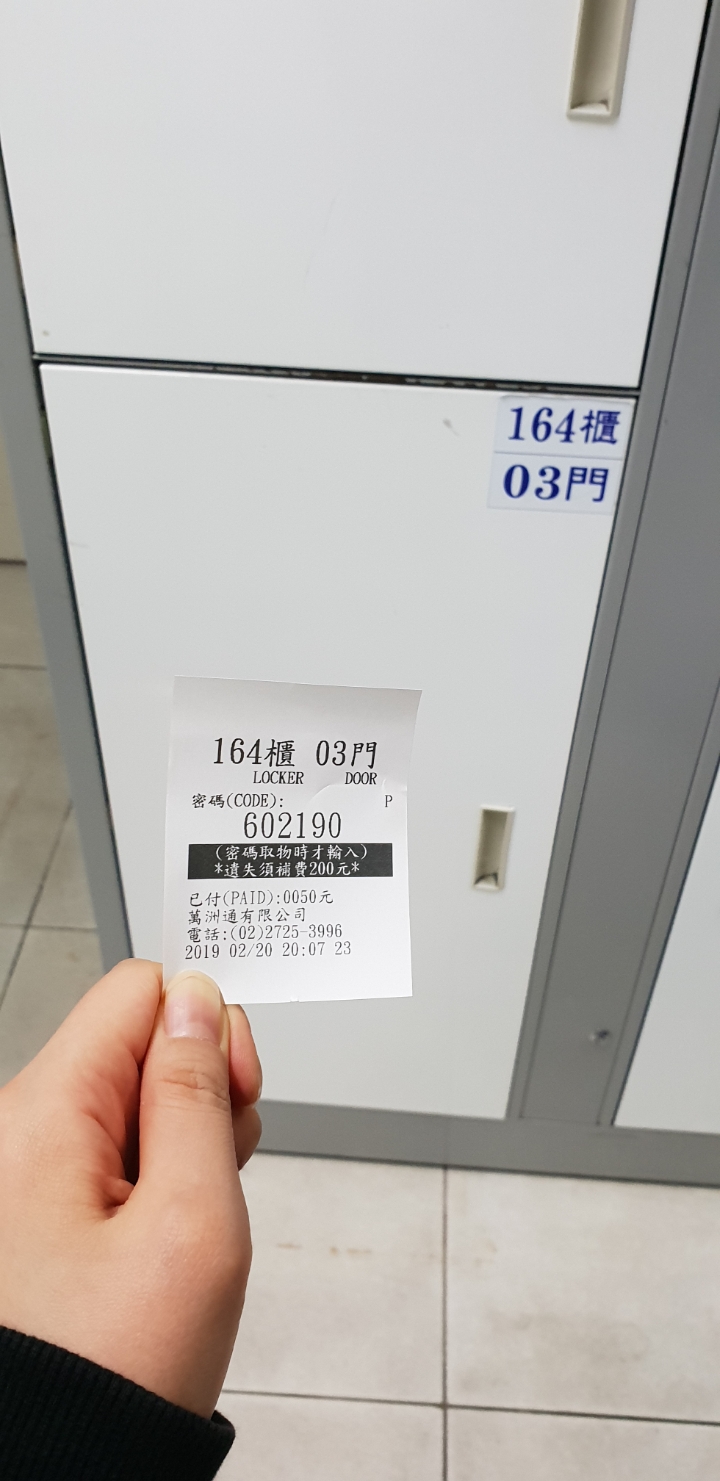 164櫃
03門
164櫃 03門
LOCKER DOOR
密碼(CODE): P
602190
(密碼取物時才輸入)
*遺失須補費200元*
已付(PAID):0050元
萬洲通有限公司
電話:(02)2725-3996
2019 02/20 20:07 23